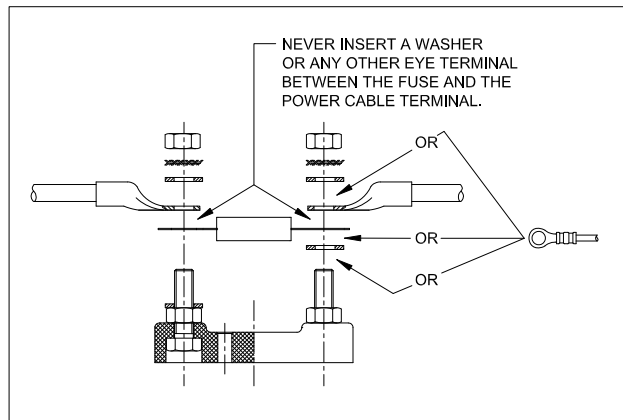 NEVER INSERT A WASHER
OR ANY OTHER EYE TERMINAL
BETWEEN THE FUSE AND THE
POWER CABLE TERMINAL.
OR
OR
OR